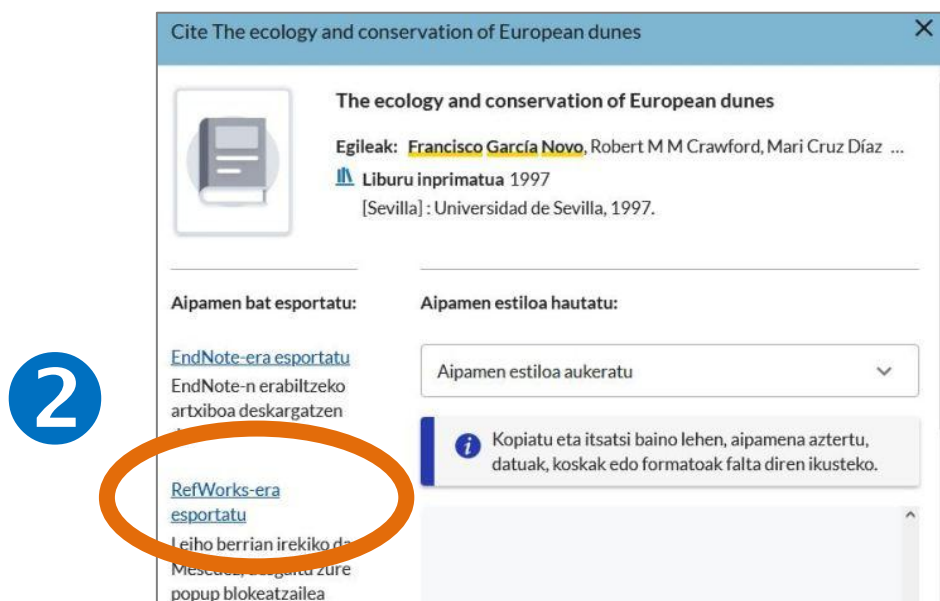 Cite The ecology and conservation of European dunes
The ecology and conservation of European dunes
Egileak: Francisco García Novo, Robert M M Crawford, Mari Cruz Díaz ...
Liburu inprimatua 1997
[Sevilla] : Universidad de Sevilla, 1997.
2
Aipamen bat esportatu:
EndNote-era esportatu
EndNote-n erabiltzeko
artxiboa deskargatzen
RefWorks-era
esportatu
Leiho berrian irekiko da
zure
popup blokeatzailea
Aipamen estiloa hautatu:
Aipamen estiloa aukeratu
Kopiatu eta itsatsi baino lehen, aipamena aztertu,
datuak, koskak edo formatoak falta diren ikusteko.